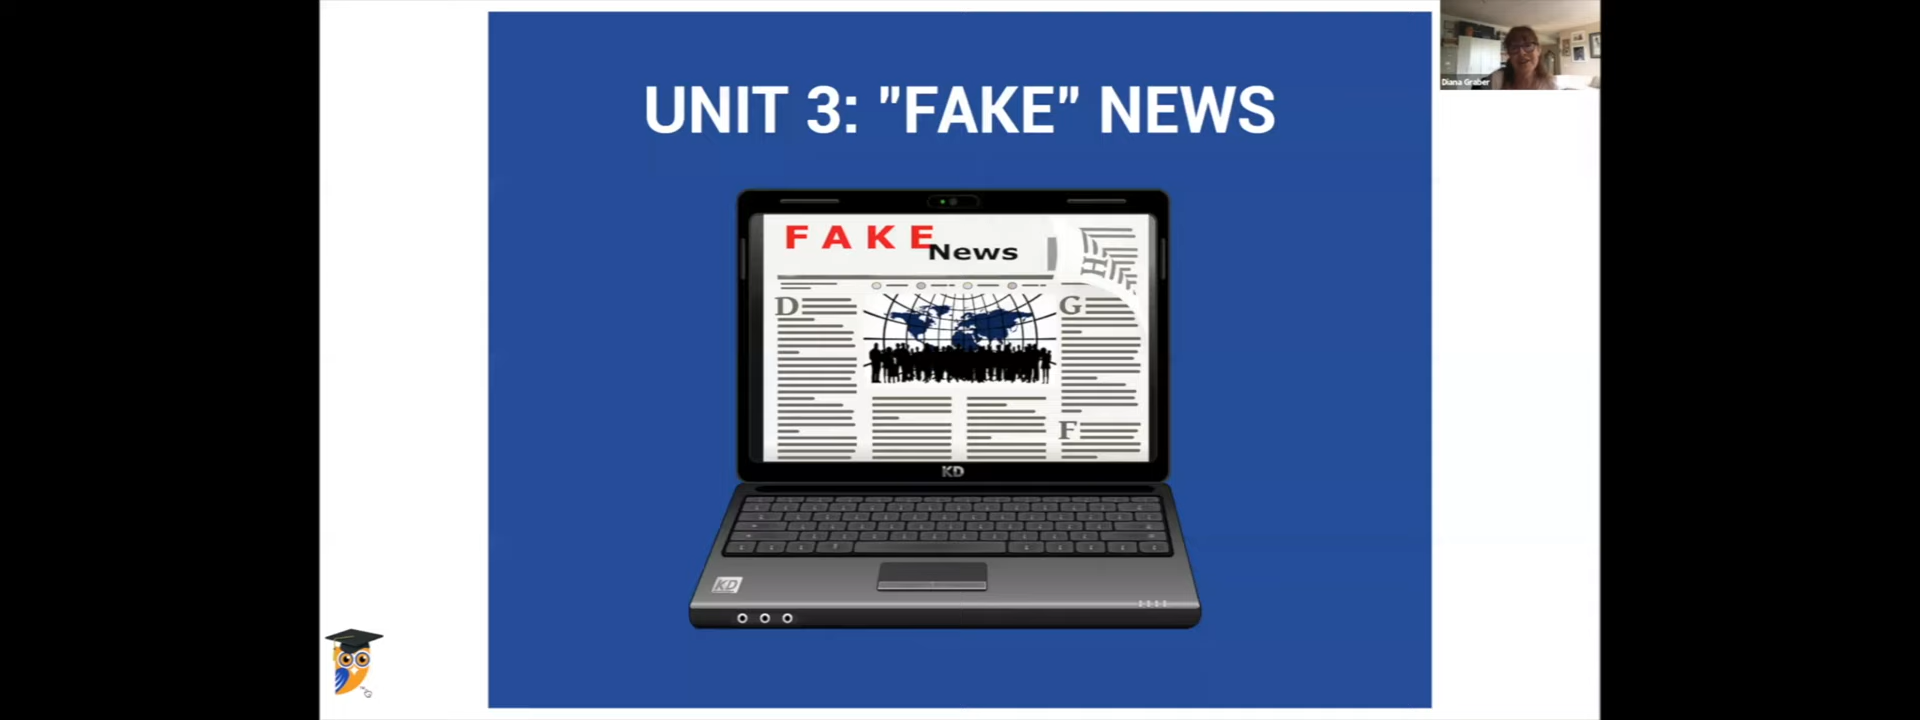 UNIT 3: "FAKE" NEWS
Diana Graber
FAKE
News
H
D
G
F
KD
KD